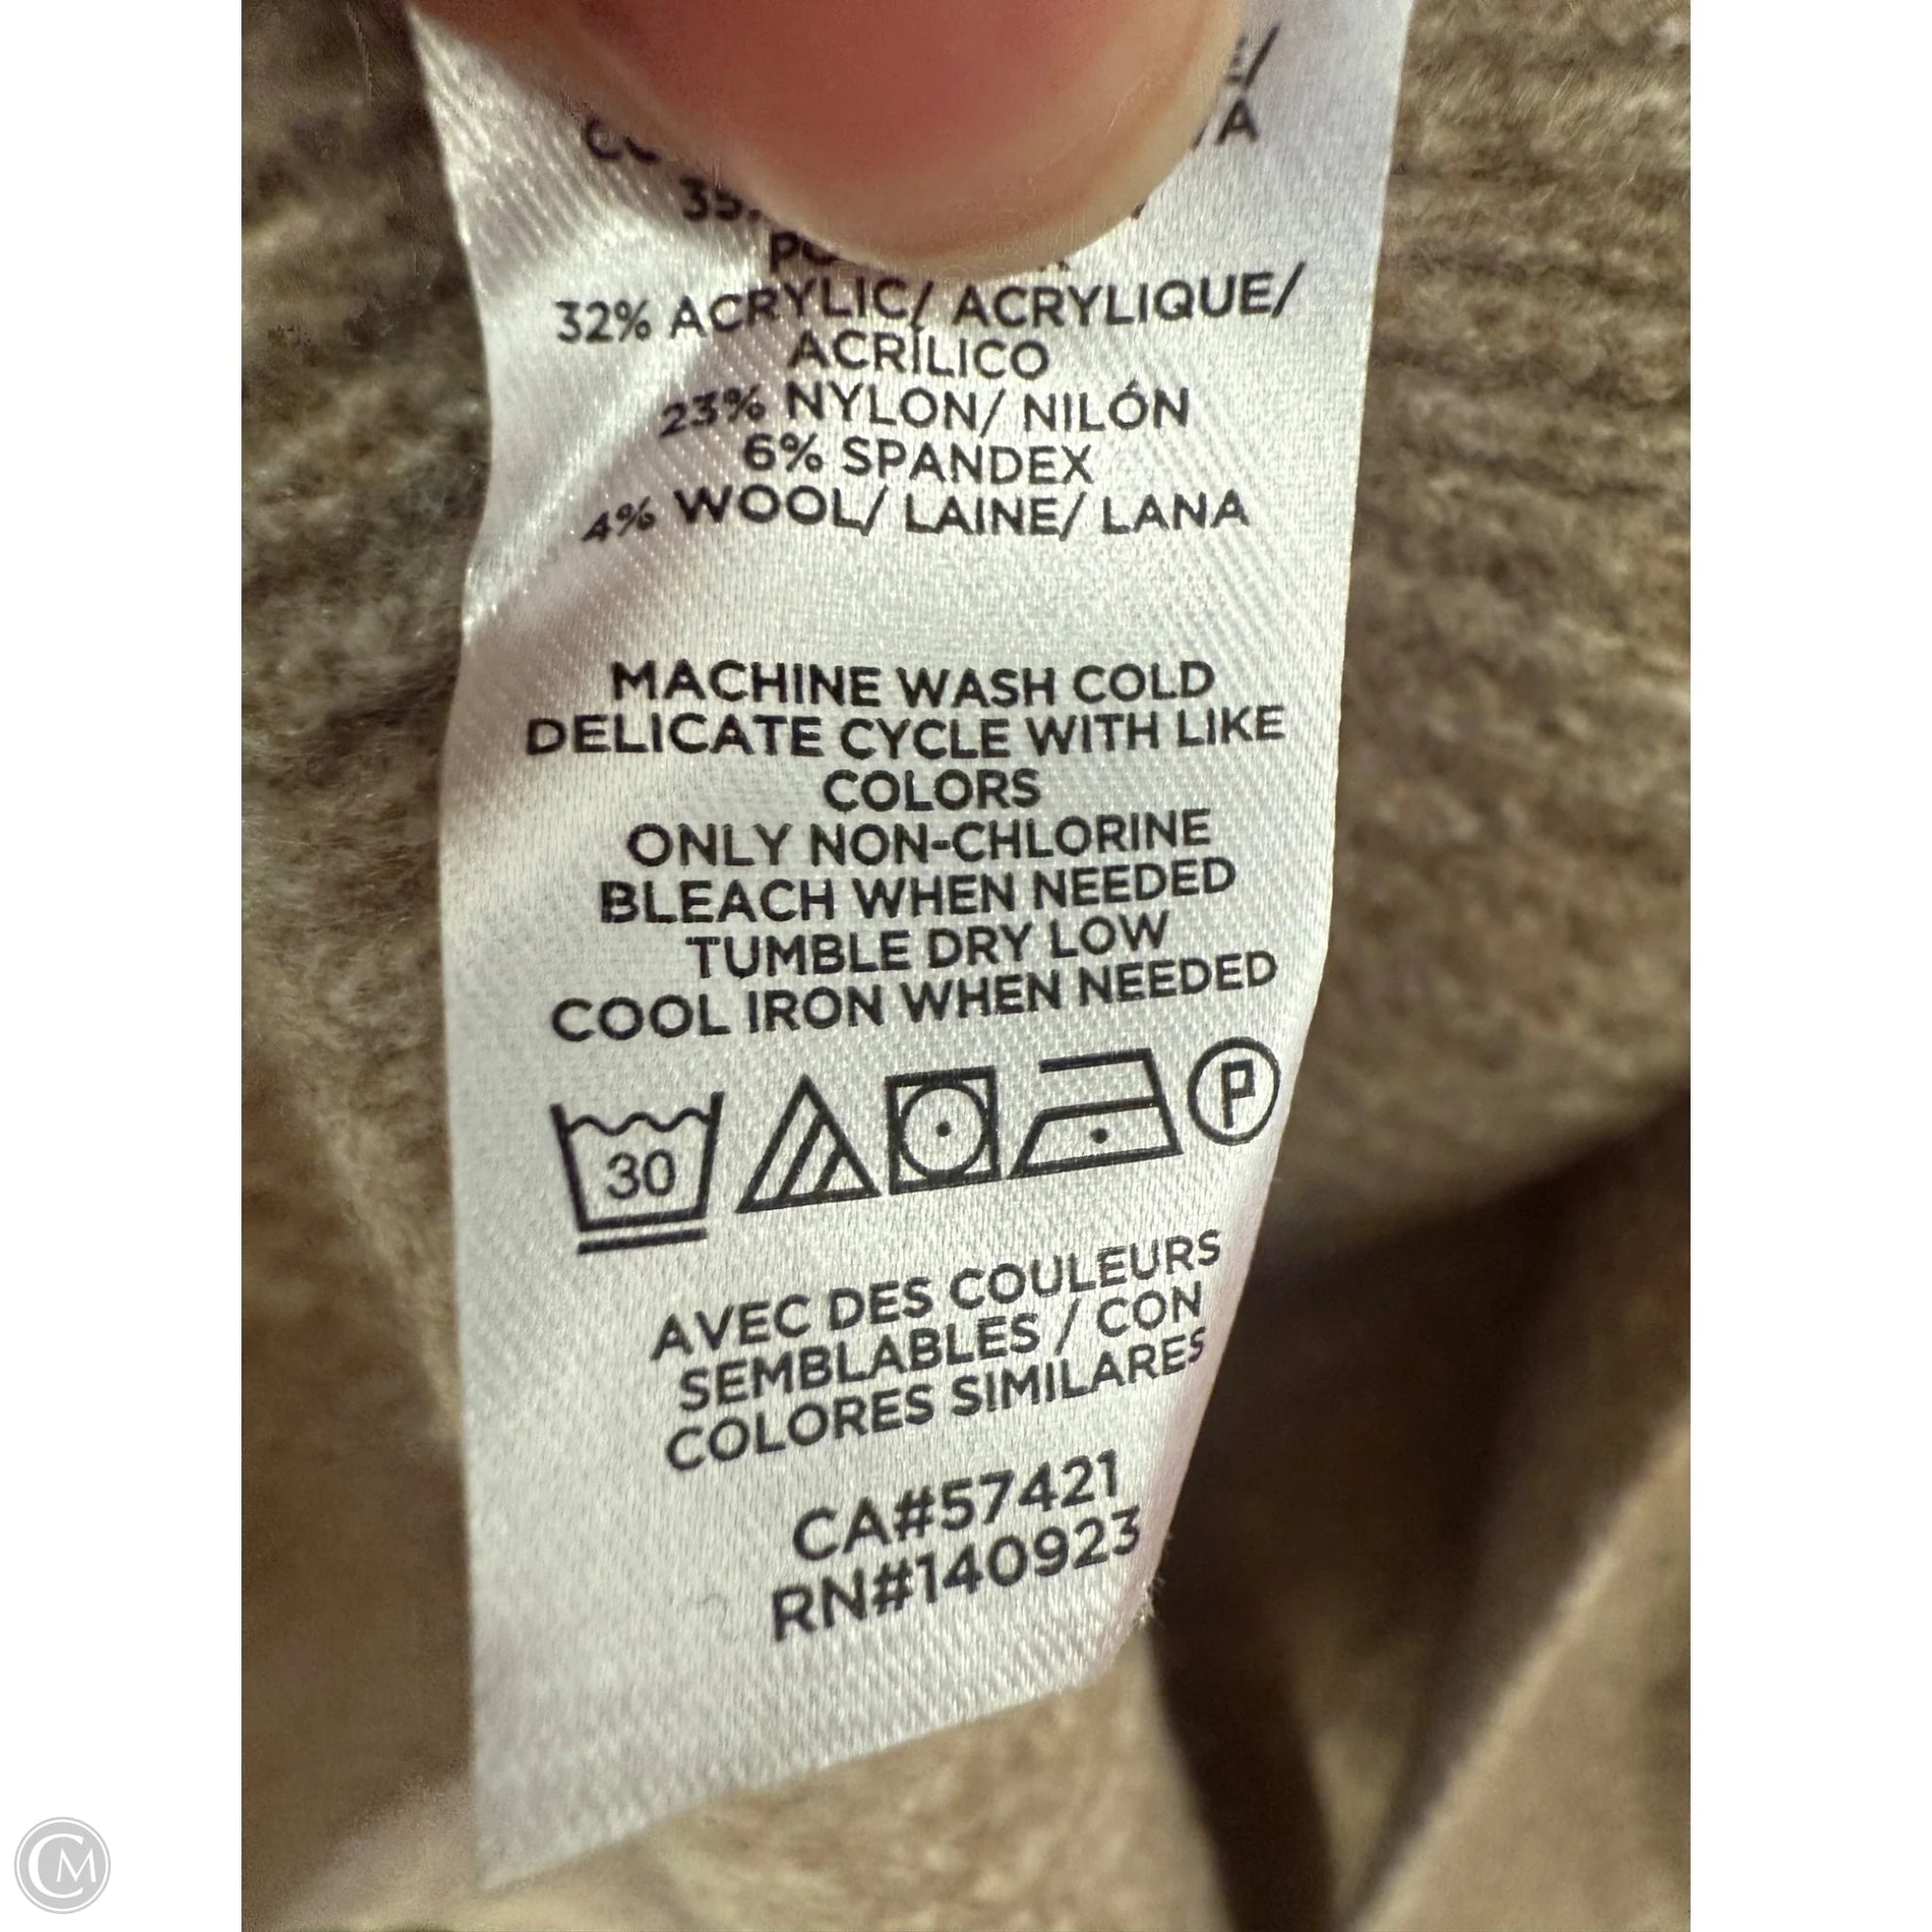 32% ACRYLIC/ ACRYLIQUE/
ACRÍLICO
23% NYLON/ NILÓN
6% SPANDEX
4% WOOL/ LAINE/ LANA
MACHINE WASH COLD
DELICATE CYCLE WITH LIKE
COLORS
ONLY NON-CHLORINE
BLEACH WHEN NEEDED
TUMBLE DRY LOW
COOL IRON WHEN NEEDED
30 P
AVEC DES COULEURS
SEMBLABLES / CON
COLORES SIMILARES
CA#57421
RN#140923
CM